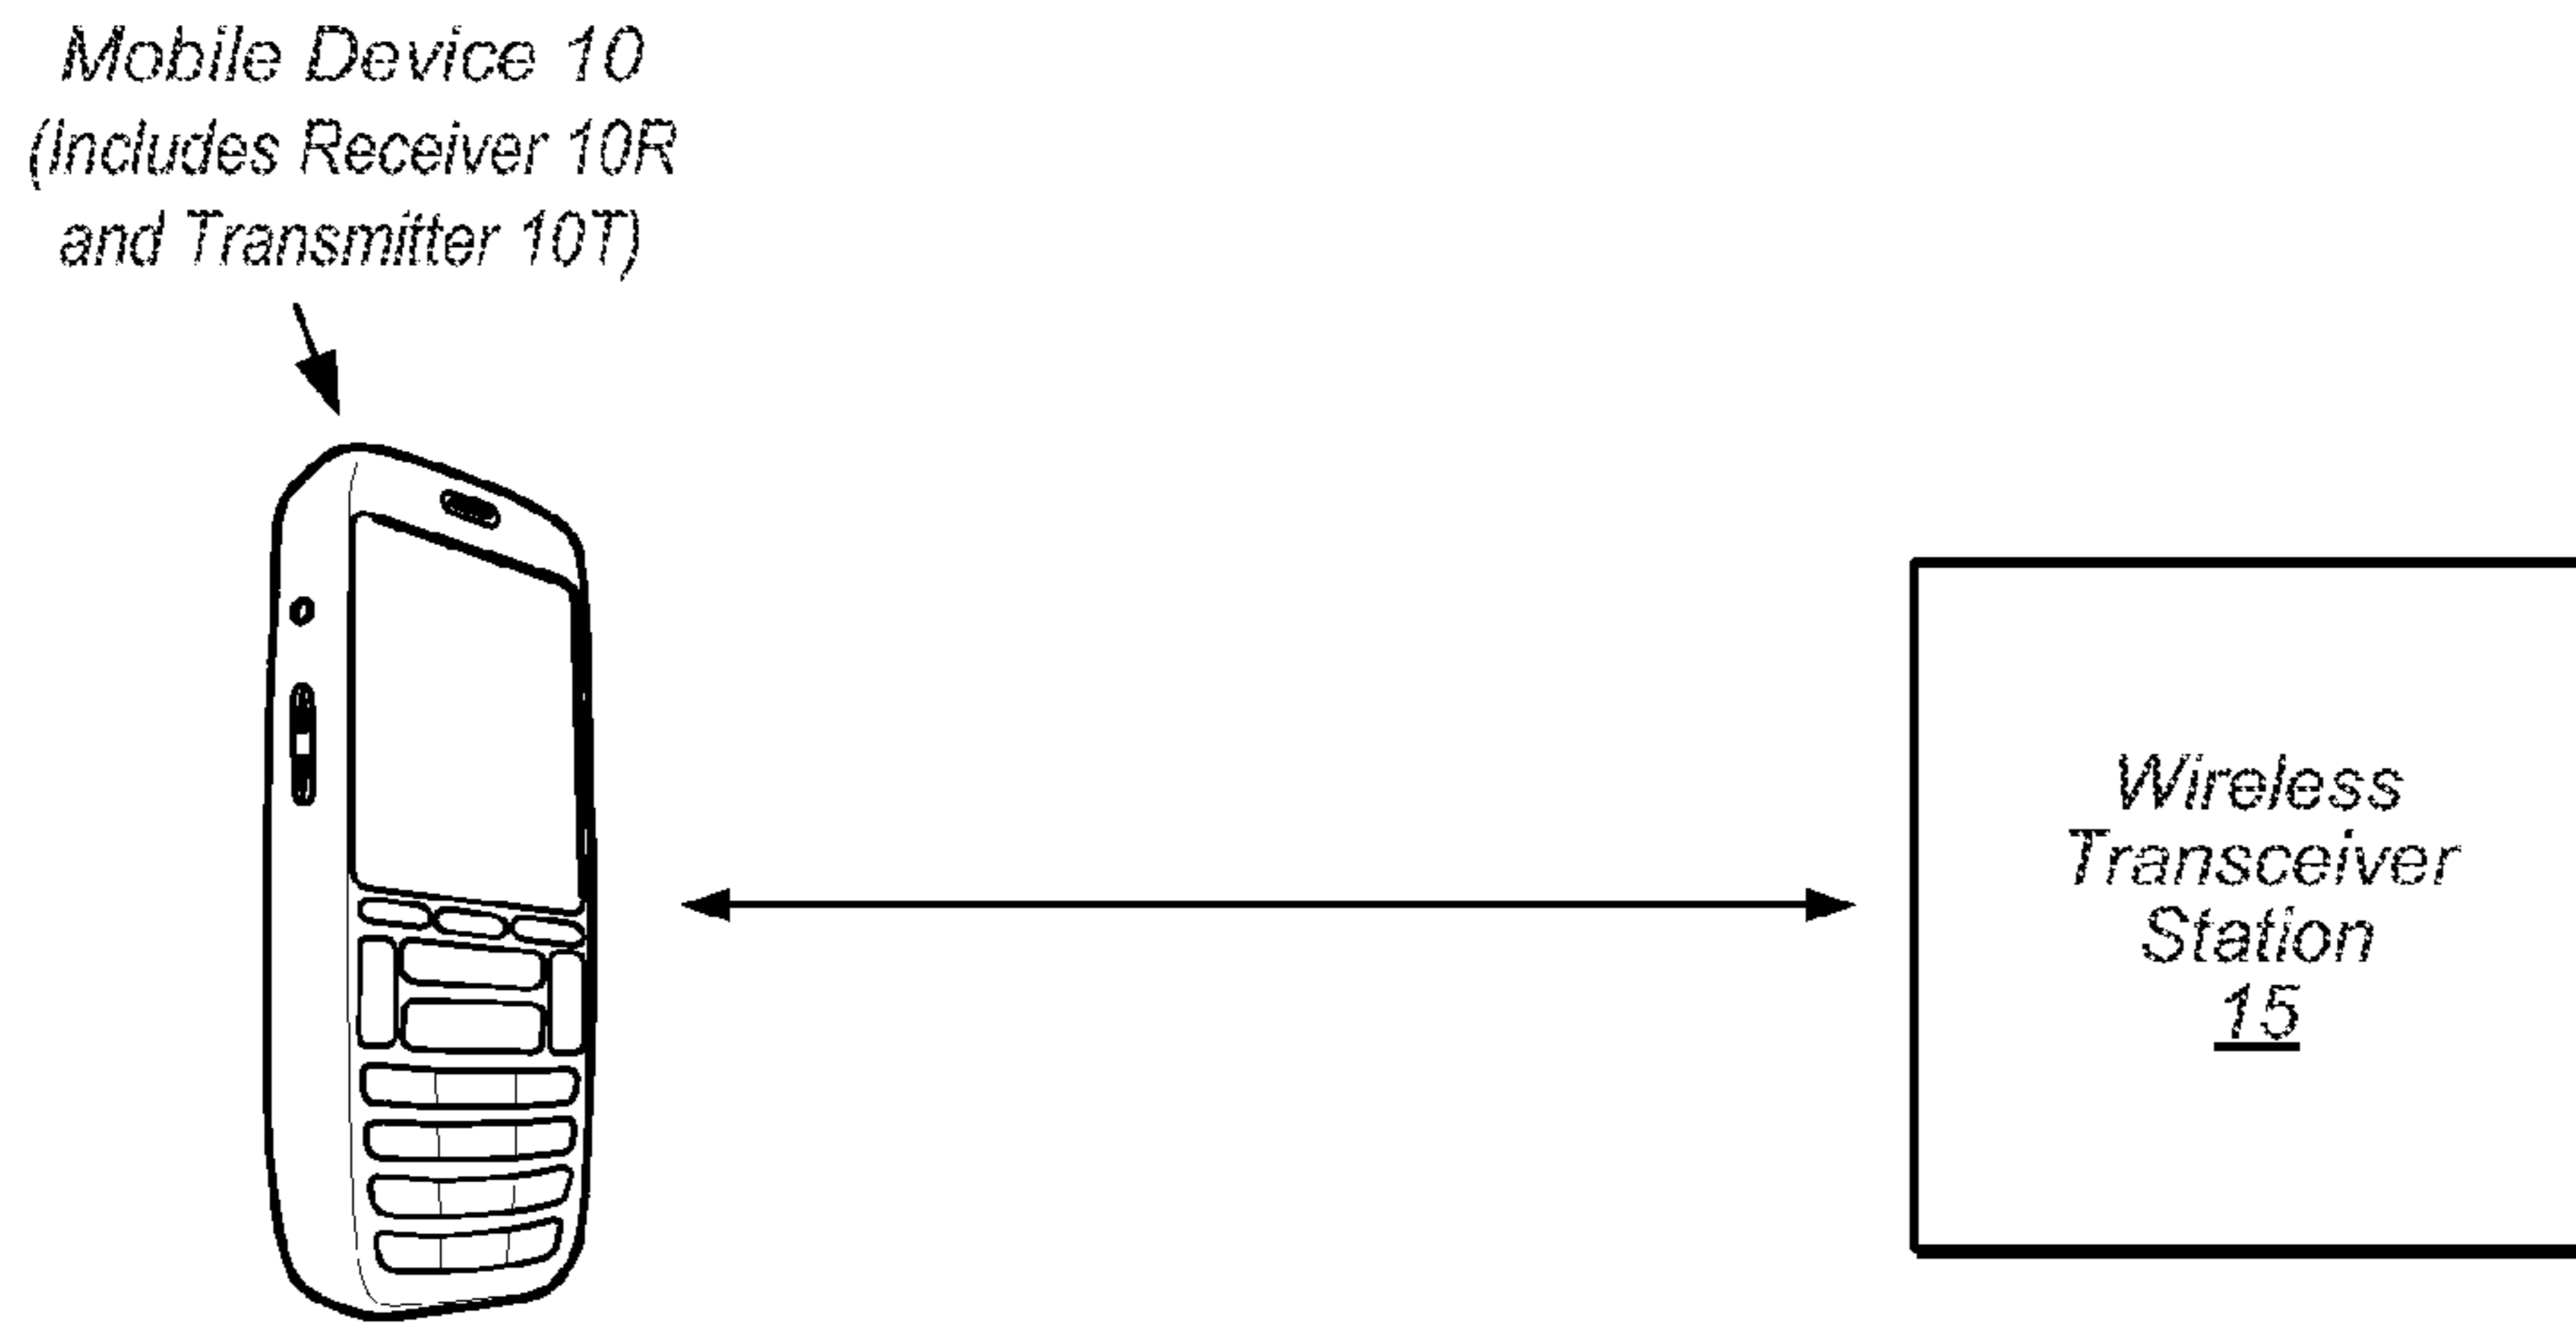 Mobile Device 10
(Includes Receiver 10R
and Transmitter 10T)
Wireless
Transceiver
Station
15